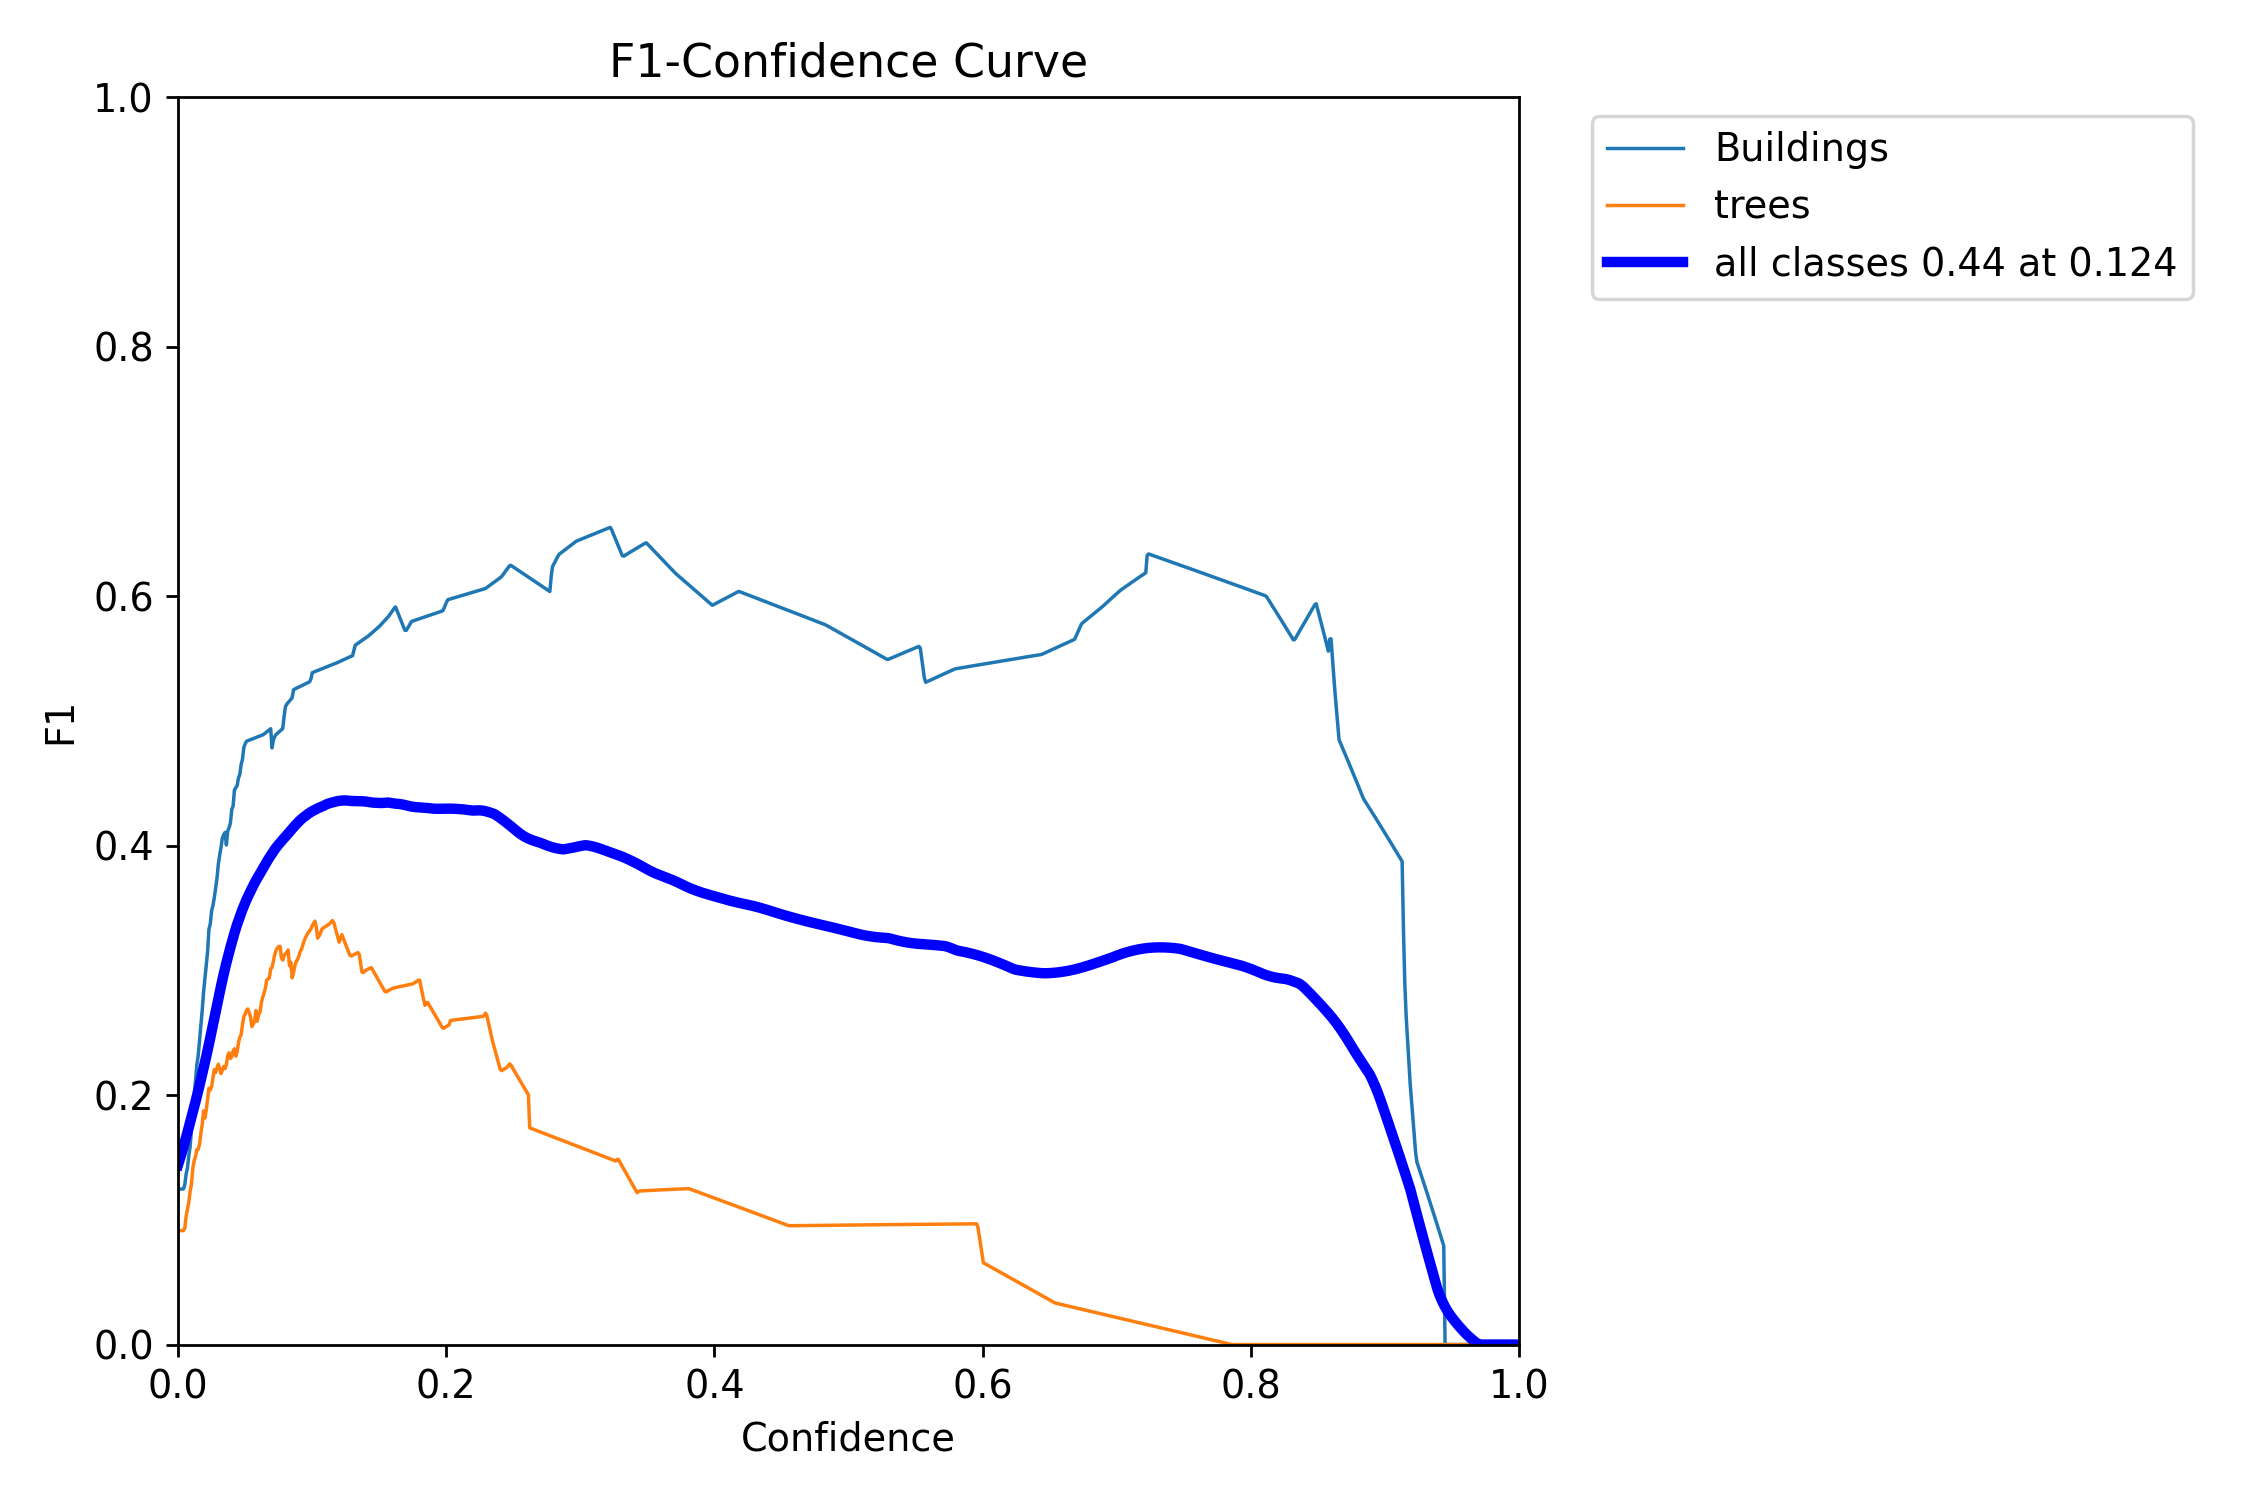 F1-Confidence Curve
1.0
0.8
0.6
0.4
0.2
0.0
F1
0.0 0.2 0.4 0.6 0.8 1.0
Confidence
Buildings
trees
all classes 0.44 at 0.124